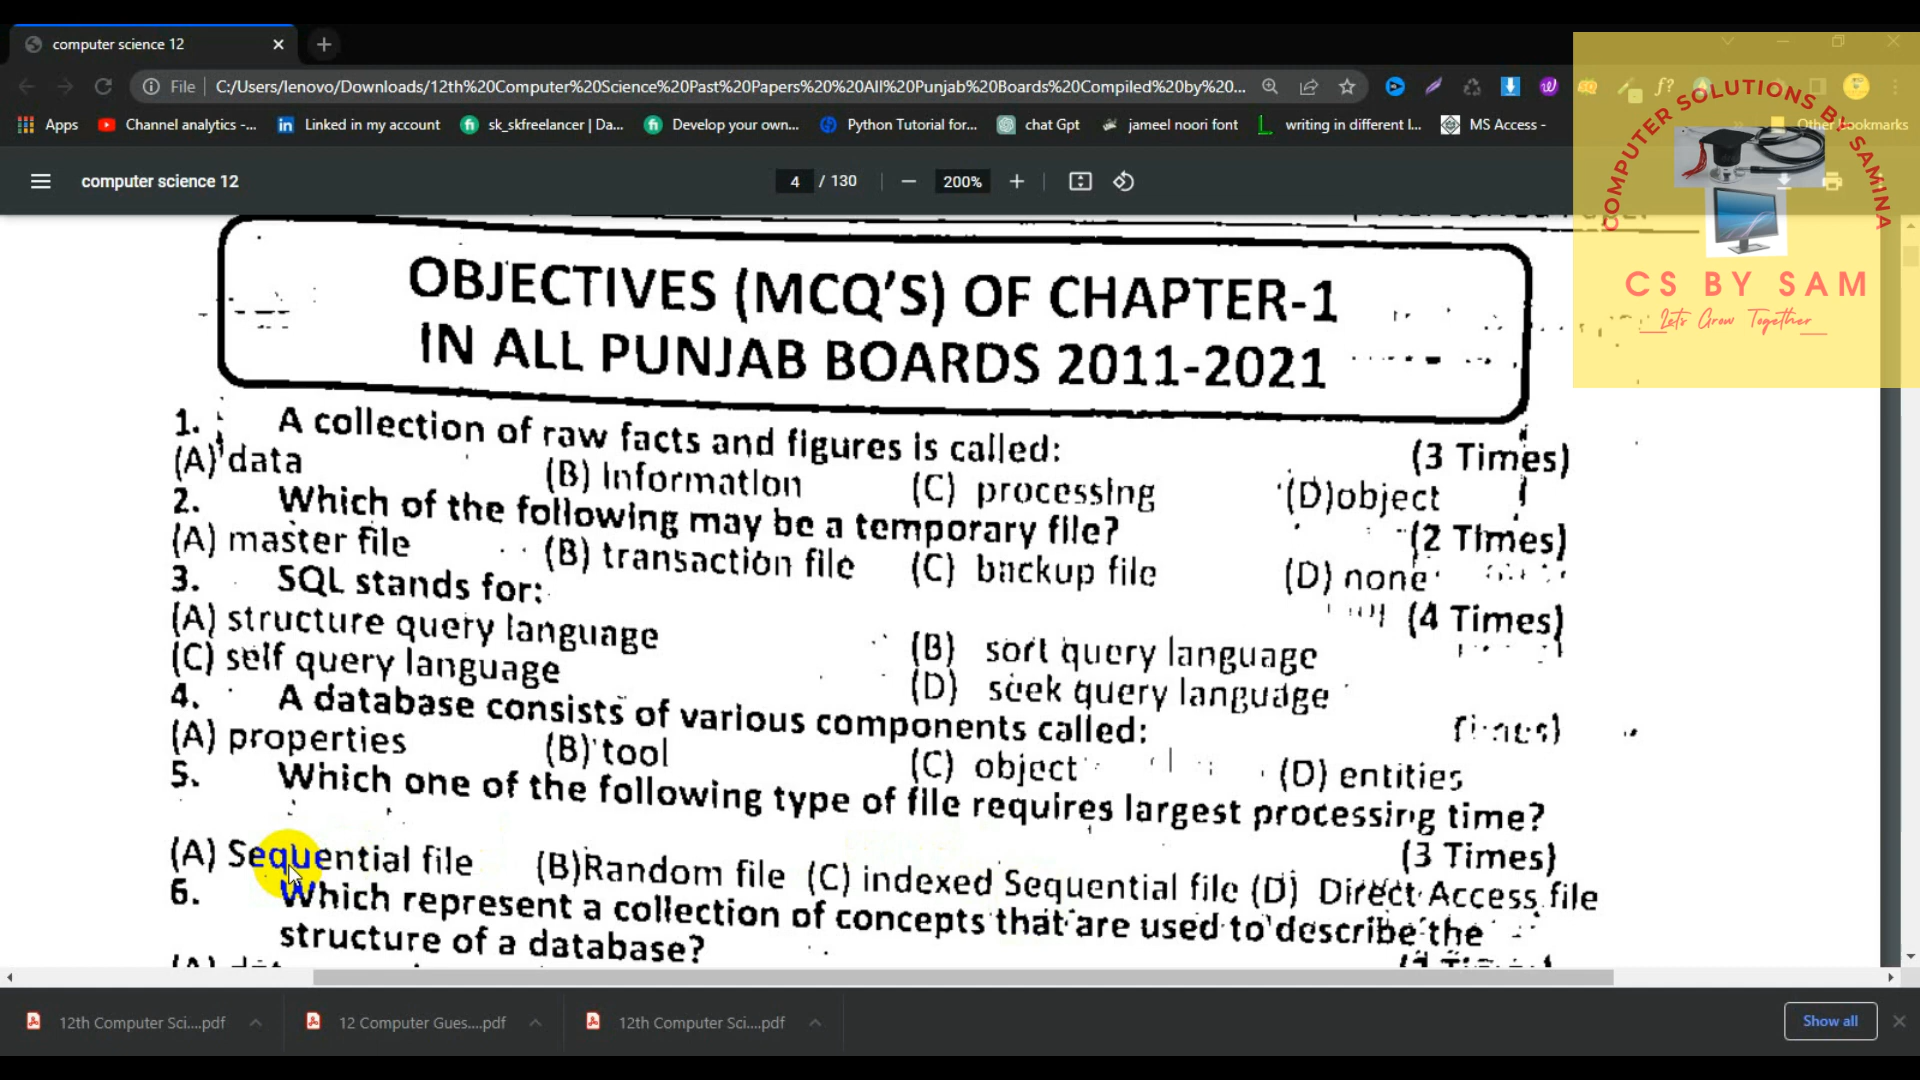 computer science 12
File
C:/Users/lenovo/Downloads/12th%20Computer%20Science%20Past%20Papers%20%20All%20Punjab%20Boards%20Compiled%20by%20...
Apps
Channel analytics -...
Linked in my account
sk_skfreelancer | Da...
Develop your own...
Python Tutorial for...
chat Gpt
jameel noori font
writing in different l...
MS Access -
Other Bookmarks
computer science 12
4 / 130
200%
COMPUTER SOLUTIONS BY SAMINA
CS BY SAM
Lets Grow Together
OBJECTIVES (MCQ'S) OF CHAPTER-1
IN ALL PUNJAB BOARDS 2011-2021
1. A collection of raw facts and figures is called: (3 Times)
(A) data (B) Information (C) processing (D)object
2. Which of the following may be a temporary file? (2 Times)
(A) master file (B) transaction file (C) backup file (D) none
3. SQL stands for: (4 Times)
(A) structure query language (B) sort query language
(C) self query language (D) seek query language
4. A database consists of various components called:
(A) properties (B) tool (C) object (D) entities
5. Which one of the following type of file requires largest processing time?
(3 Times)
(A) Sequential file (B)Random file (C) indexed Sequential file (D) Direct Access file
6. Which represent a collection of concepts that are used to describe the
structure of a database?
12th Computer Sci....pdf
12 Computer Gues....pdf
12th Computer Sci....pdf
Show all